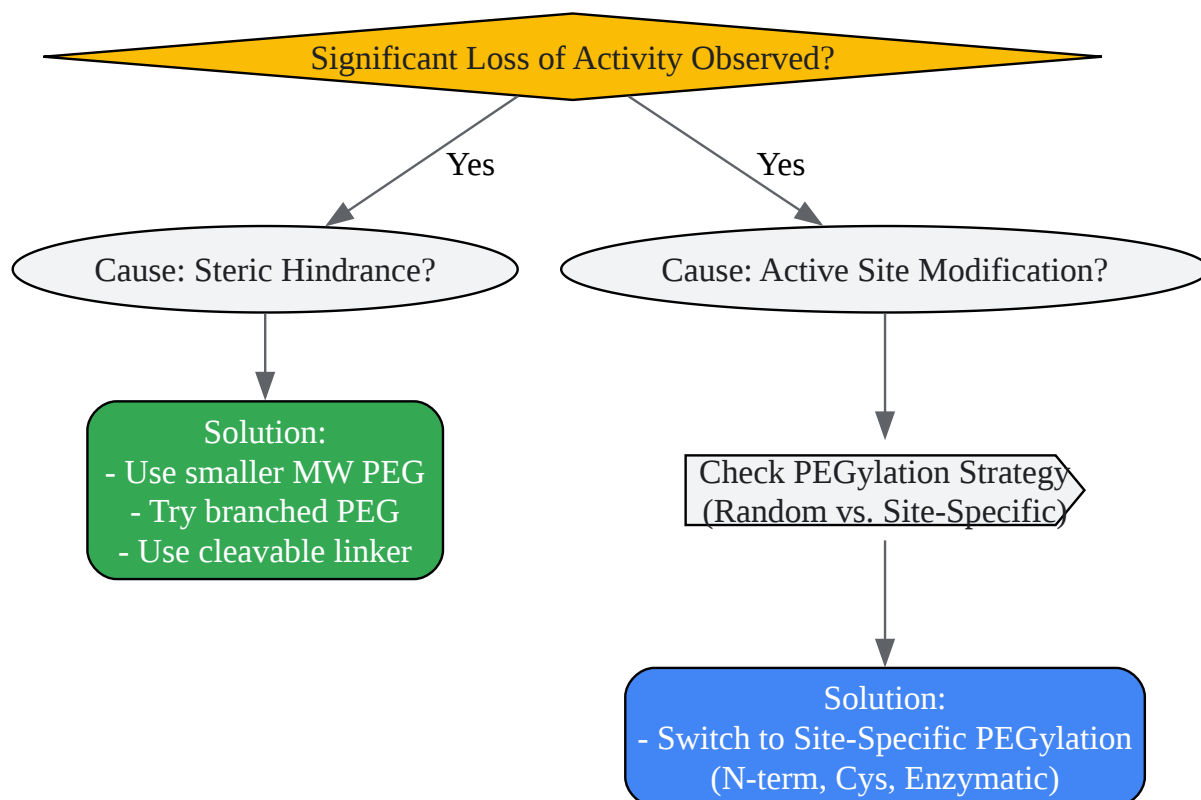 Significant Loss of Activity Observed?
Yes
Yes
Cause: Steric Hindrance?
Cause: Active Site Modification?
Solution:
- Use smaller MW PEG
- Try branched PEG
- Use cleavable linker
Check PEGylation Strategy
(Random vs. Site-Specific)
Solution:
- Switch to Site-Specific PEGylation
(N-term, Cys, Enzymatic)